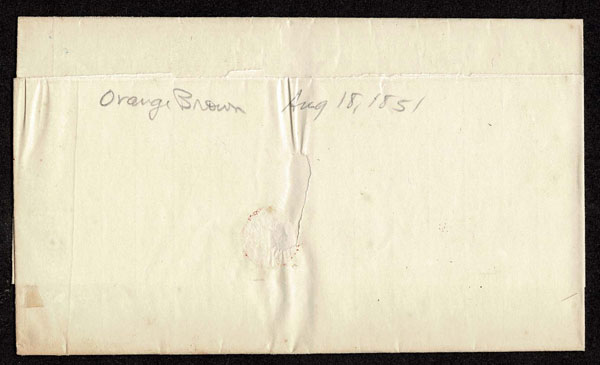 Orange Brown Aug 18, 1851